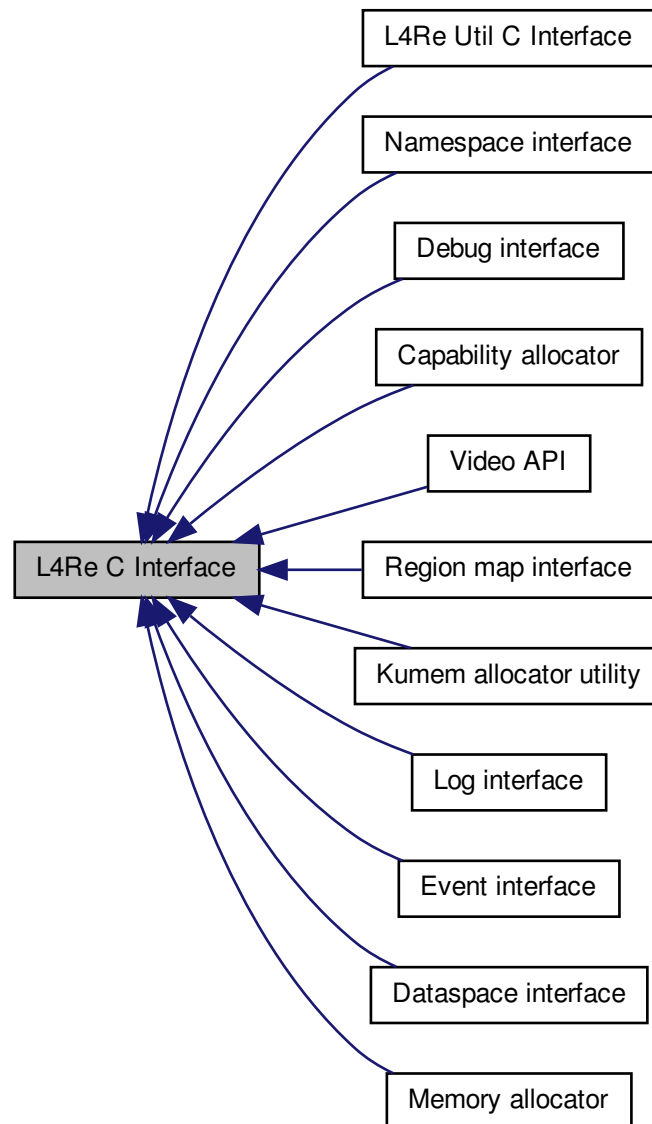 L4Re Util C Interface
Namespace interface
Debug interface
Capability allocator
Video API
L4Re C Interface
Region map interface
Kumem allocator utility
Log interface
Event interface
Dataspace interface
Memory allocator